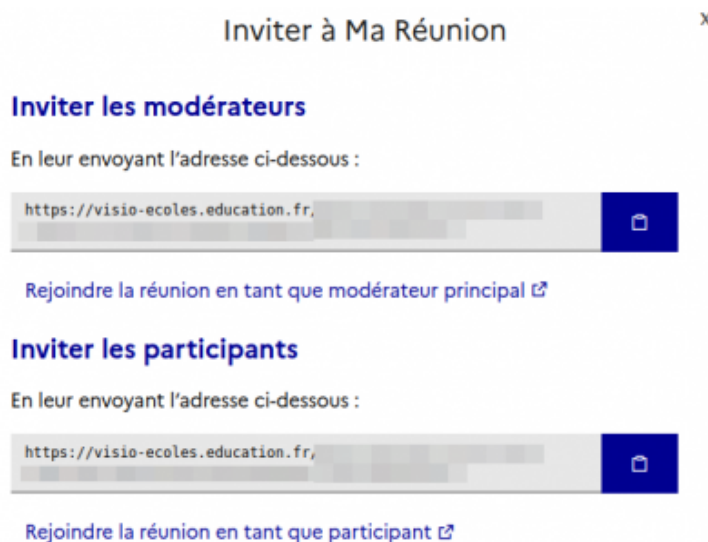 Inviter à Ma Réunion
x
Inviter les modérateurs
En leur envoyant l'adresse ci-dessous :
https://visio-ecoles.education.fr/
Rejoindre la réunion en tant que modérateur principal
Inviter les participants
En leur envoyant l'adresse ci-dessous :
https://visio-ecoles.education.fr/
Rejoindre la réunion en tant que participant